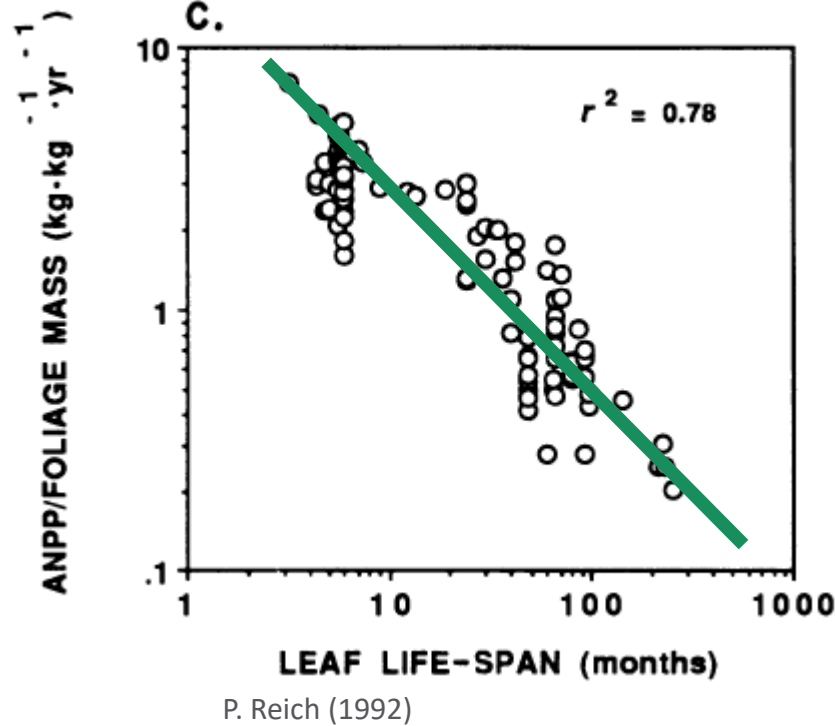 C.
ANPP/FOLIAGE MASS (kg·kg⁻¹·yr⁻¹)
10
1
.1
r² = 0.78
1 10 100 1000
LEAF LIFE-SPAN (months)
P. Reich (1992)